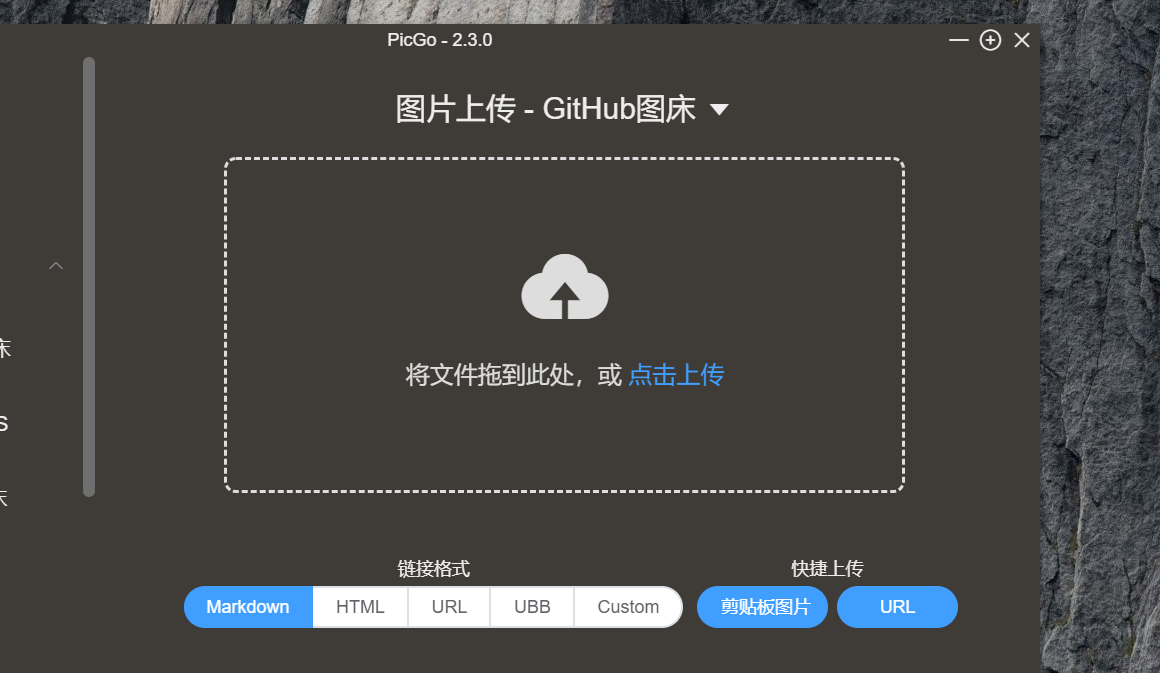 PicGo - 2.3.0
图片上传 - GitHub图床
将文件拖到此处，或 点击上传
床
S
链接格式
快捷上传
Markdown HTML URL UBB Custom 剪贴板图片 URL